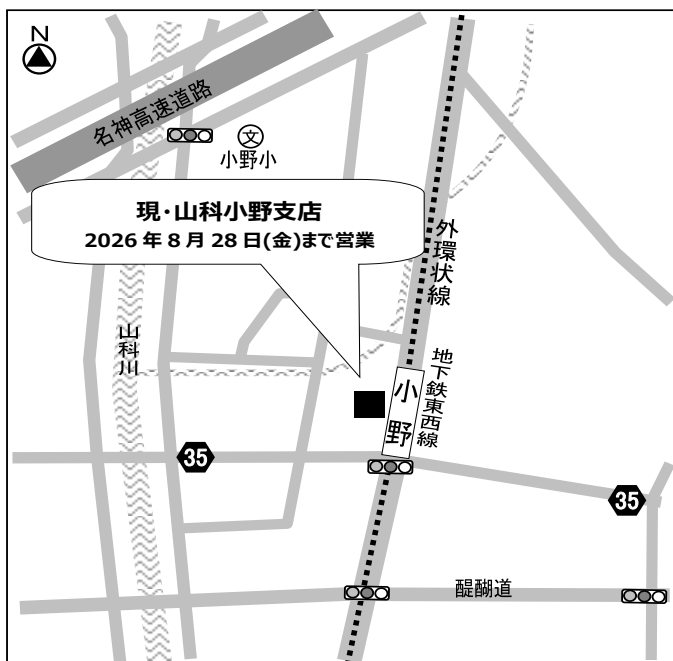 N
名神高速道路
文
小野小
現・山科小野支店
2026年8月28日(金)まで営業
外環状線
山科川
地下鉄東西線
小野
35
35
醍醐道